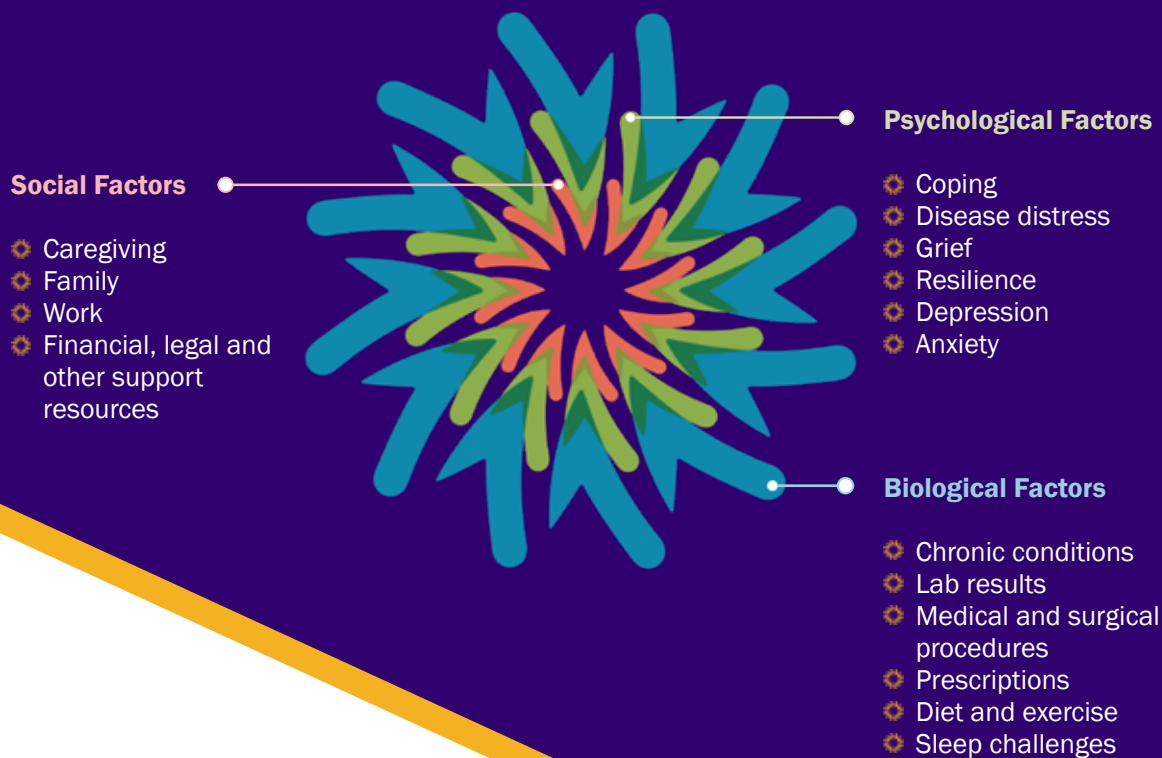 Social Factors
Caregiving
Family
Work
Financial, legal and
other support
resources
Psychological Factors
Coping
Disease distress
Grief
Resilience
Depression
Anxiety
Biological Factors
Chronic conditions
Lab results
Medical and surgical
procedures
Prescriptions
Diet and exercise
Sleep challenges